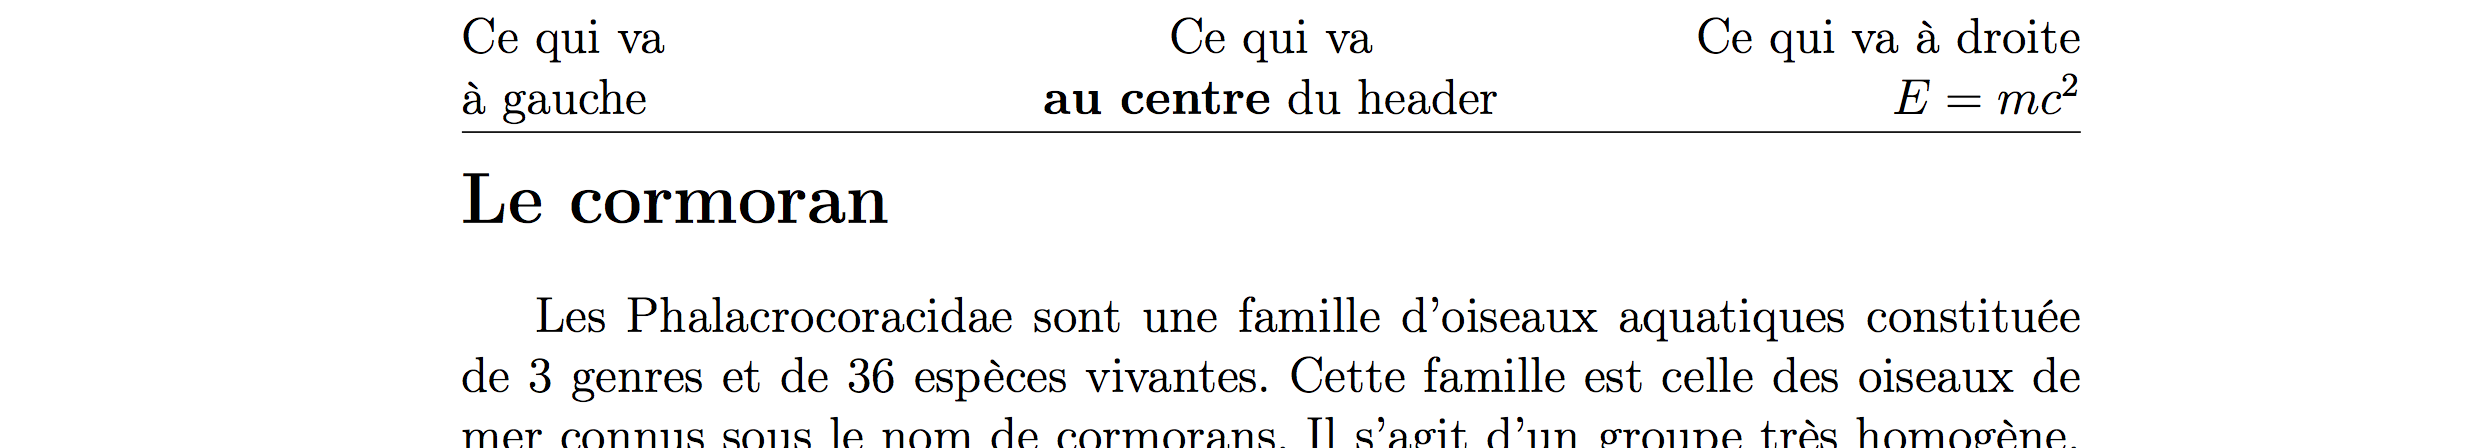 Ce qui va
à gauche
Ce qui va
au centre du header
Ce qui va à droite
E = mc²
Le cormoran
Les Phalacrocoracidae sont une famille d'oiseaux aquatiques constituée
de 3 genres et de 36 espèces vivantes. Cette famille est celle des oiseaux de
mer connus sous le nom de cormorans. Il s'agit d'un groupe très homogène,